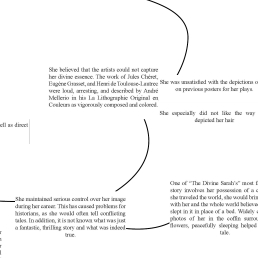 She believed that the artists could not capture
her divine essence. The work of Jules Chéret,
Eugène Grasset, and Henri de Toulouse-Lautrec
were loud, arresting, and described by André
Mellerio in his La Lithographie Original en
Couleurs as vigorously composed and colored.
She was unsatisfied with the depictions
on previous posters for her plays.
She especially did not like the way
depicted her hair
ell us direct
She maintained serious control over her image
during her career. This has caused problems for
historians, as she would often tell conflicting
tales. In addition, it is not known what was just
a fantastic, thrilling story and what was indeed
true.
One of "The Divine Sarah's" most
story involves her possession of a
she traveled the world, she would brin
with her and the whole world believe
slept in it in place of a bed. Widely
photos of her in the coffin surrou
flowers, peacefully sleeping helped
tale.